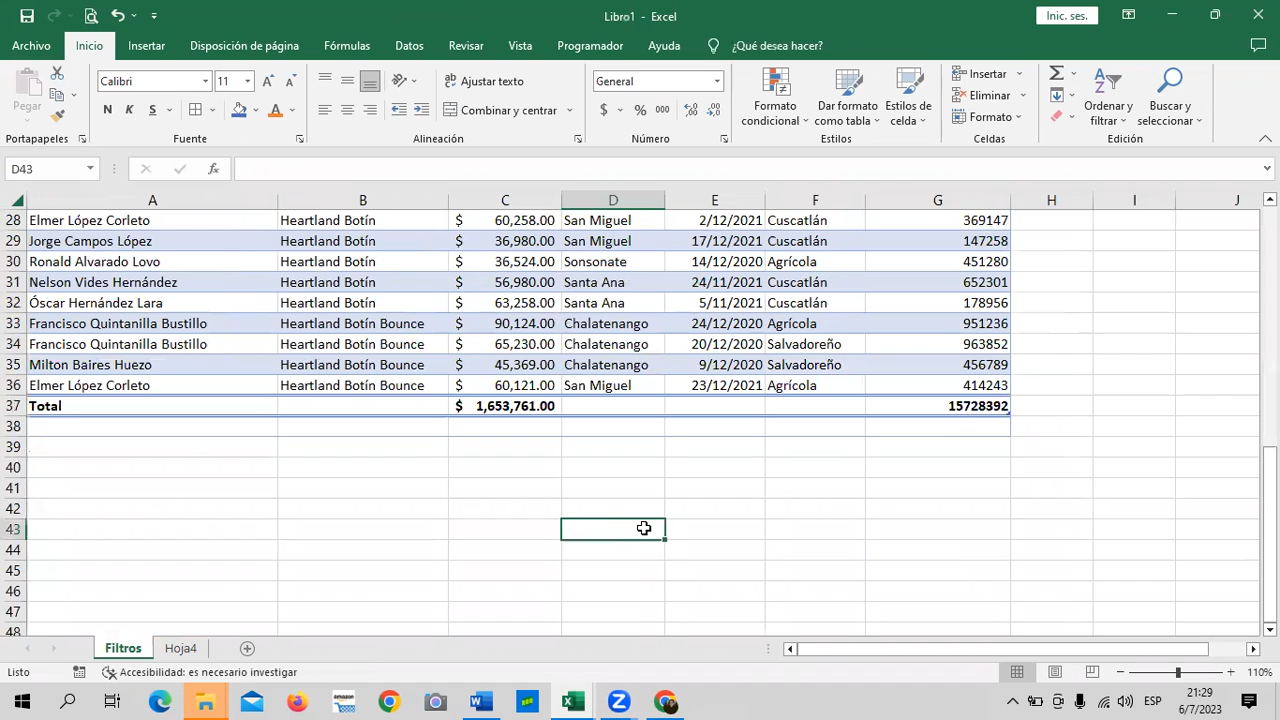 Libro1 - Excel
Inic. ses.
Archivo Inicio Insertar Disposición de página Fórmulas Datos Revisar Vista Programador Ayuda ¿Qué desea hacer?
Pegar
Calibri 11
N K S
Ajustar texto
Combinar y centrar
General
$ % 000
Formato condicional
Dar formato como tabla
Estilos de celda
Insertar
Eliminar
Formato
Ordenar y filtrar
Buscar y seleccionar
Portapapeles Fuente Alineación Número Estilos Celdas Edición
D43 fx
A B C D E F G H I J
28 Elmer López Corleto Heartland Botín $ 60,258.00 San Miguel 2/12/2021 Cuscatlán 369147
29 Jorge Campos López Heartland Botín $ 36,980.00 San Miguel 17/12/2021 Cuscatlán 147258
30 Ronald Alvarado Lovo Heartland Botín $ 36,524.00 Sonsonate 14/12/2020 Agrícola 451280
31 Nelson Vides Hernández Heartland Botín $ 56,980.00 Santa Ana 24/11/2021 Cuscatlán 652301
32 Óscar Hernández Lara Heartland Botín $ 63,258.00 Santa Ana 5/11/2021 Cuscatlán 178956
33 Francisco Quintanilla Bustillo Heartland Botín Bounce $ 90,124.00 Chalatenango 24/12/2020 Agrícola 951236
34 Francisco Quintanilla Bustillo Heartland Botín Bounce $ 65,230.00 Chalatenango 20/12/2020 Salvadoreño 963852
35 Milton Baires Huezo Heartland Botín Bounce $ 45,369.00 Chalatenango 9/12/2020 Salvadoreño 456789
36 Elmer López Corleto Heartland Botín Bounce $ 60,121.00 San Miguel 23/12/2021 Agrícola 414243
37 Total $ 1,653,761.00 15728392
38
39
40
41
42
43
44
45
46
47
48
Filtros Hoja4
Listo Accesibilidad: es necesario investigar 110%
amazon ESP 21:29
6/7/2023